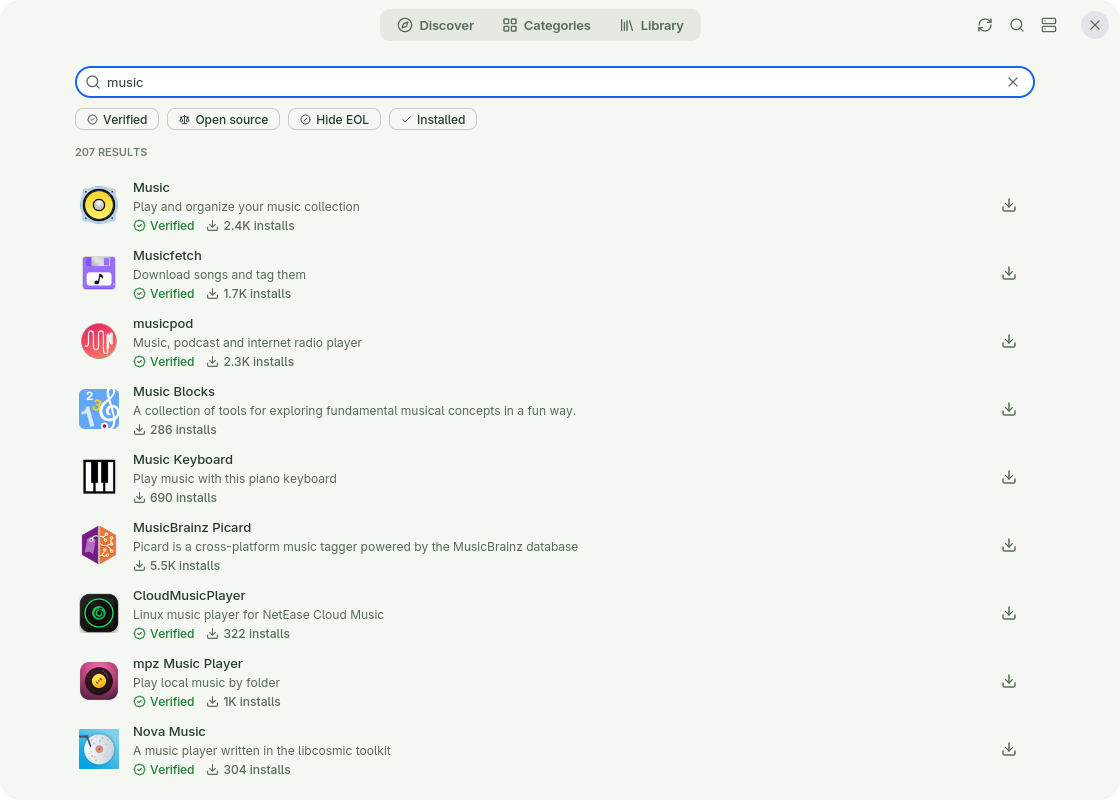 Discover Categories Library
music
Verified Open source Hide EOL Installed
207 RESULTS
Music
Play and organize your music collection
Verified 2.4K installs
Musicfetch
Download songs and tag them
Verified 1.7K installs
musicpod
Music, podcast and internet radio player
Verified 2.3K installs
Music Blocks
A collection of tools for exploring fundamental musical concepts in a fun way.
286 installs
Music Keyboard
Play music with this piano keyboard
690 installs
MusicBrainz Picard
Picard is a cross-platform music tagger powered by the MusicBrainz database
5.5K installs
CloudMusicPlayer
Linux music player for NetEase Cloud Music
Verified 322 installs
mpz Music Player
Play local music by folder
Verified 1K installs
Nova Music
A music player written in the libcosmic toolkit
Verified 304 installs